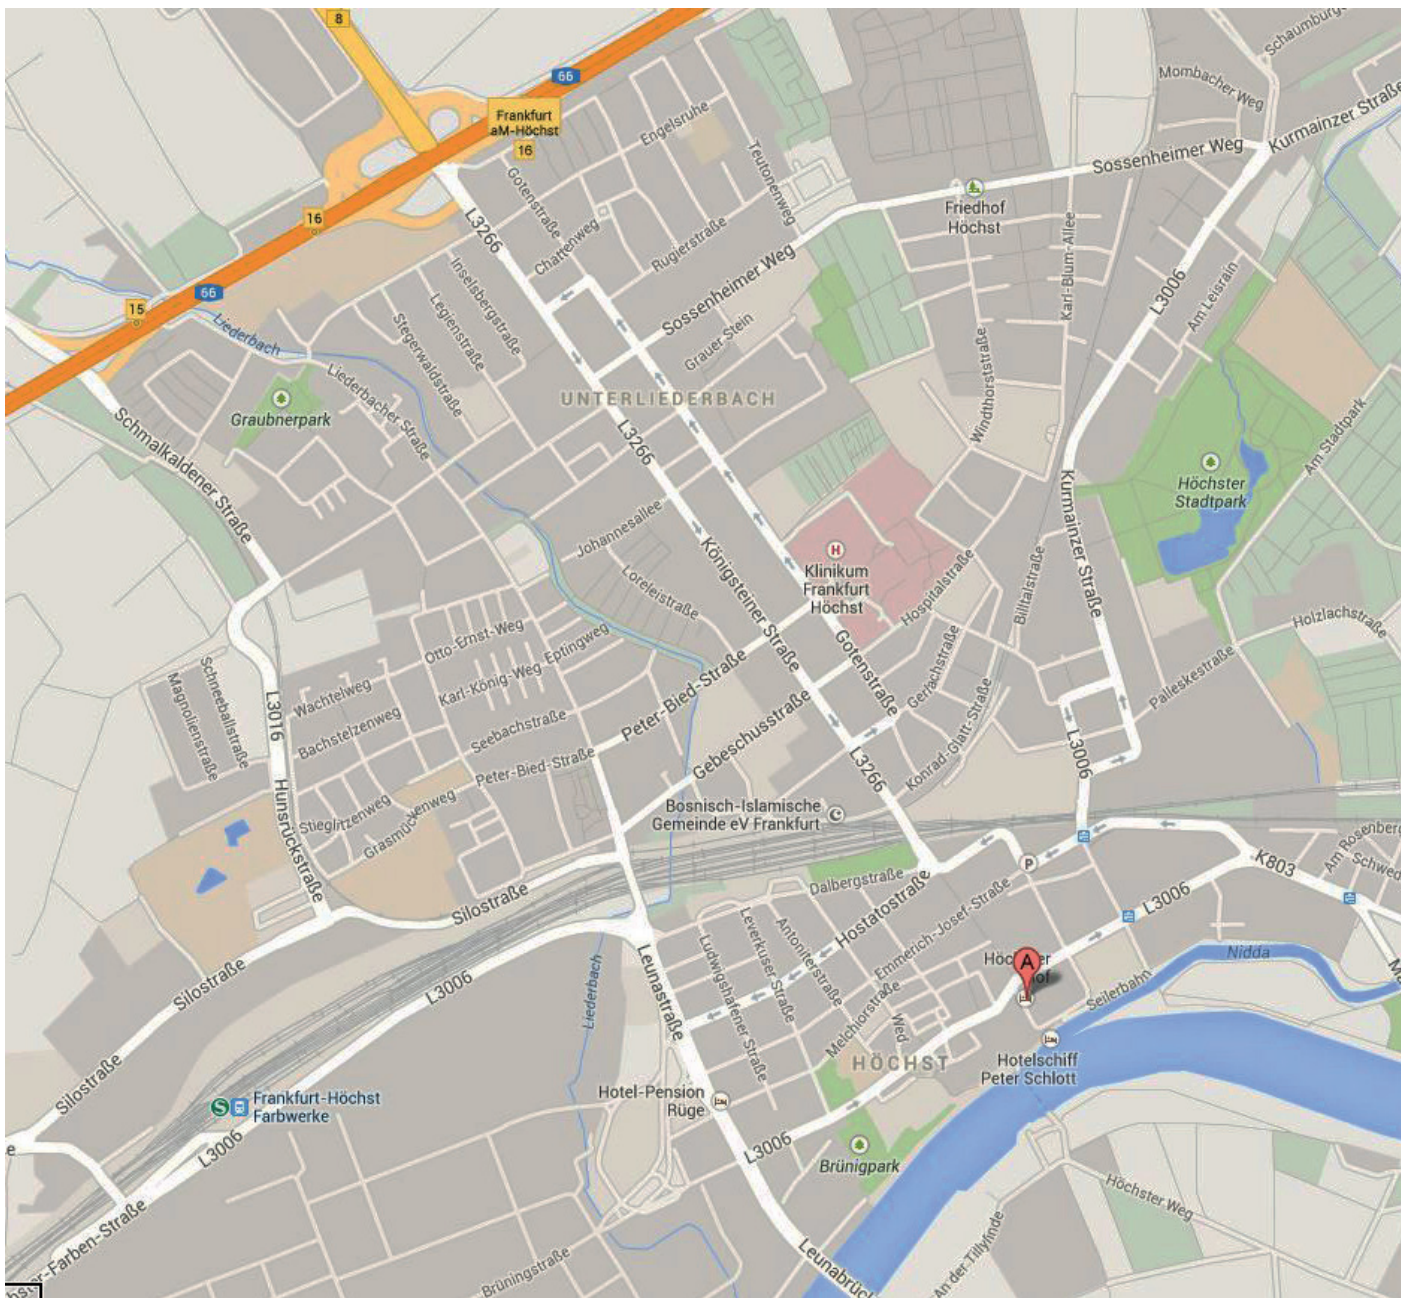 8
66
Frankfurt
aM-Höchst
16
Schaumburge
Mombacher Weg
Kurmainzer Straße
Sossenheimer Weg
Engelsruhe
Teutonenweg
Gotenstraße
Friedhof
Höchst
16
L3266
Chattenweg
Rugierstraße
Karl-Blum-Allee
Sossenheimer Weg
L3006
Am Leisrain
66
15
Inselsbergstraße
Legienstraße
Stegerwaldstraße
Liederbach
Liederbacher Straße
Grauer Stein
Windthorststraße
UNTERLIEDERBACH
Graubnerpark
Schmalkaldener Straße
L3266
Am Stadtpark
Höchster
Stadtpark
Kurmainzer Straße
Johannesallee
Königsteiner Straße
H
Klinikum
Frankfurt
Höchst
Loreleistraße
Hospitalstraße
Billtalstraße
Holzlachstraße
Otto-Ernst-Weg
Eptingweg
Karl-König-Weg
Gotenstraße
Gerlachstraße
Palleskestraße
Schneeballstraße
Magnolienstraße
L3016
Wachtelweg
Bachstelzenweg
Seebachstraße
Peter-Bied-Straße
Peter-Bied-Straße
Gebeschusstraße
Konrad-Glatt-Straße
L3006
L3266
Hunsrückstraße
Stieglitzenweg
Grasmückenweg
Bosnisch-Islamische
Gemeinde eV Frankfurt
P
Am Rosenberg
Schwed
K803
Dalbergstraße
Silostraße
Hostatostraße
Emmerich-Josef-Straße
L3006
Leverkuser Straße
Antoniterstraße
Ludwigshafener Straße
Leunastraße
Silostraße
L3006
Liederbach
A
Nidda
Seilerbahn
Melchiorstraße
Wed
HÖCHST
Hotelschiff
Peter Schlott
Silostraße
S
Frankfurt-Höchst
Farbwerke
Hotel-Pension
Rüge
L3006
L3006
Brünigpark
Höchster Weg
An der Tillyfinde
Brüningstraße
Leunabrück
ster-Farben-Straße